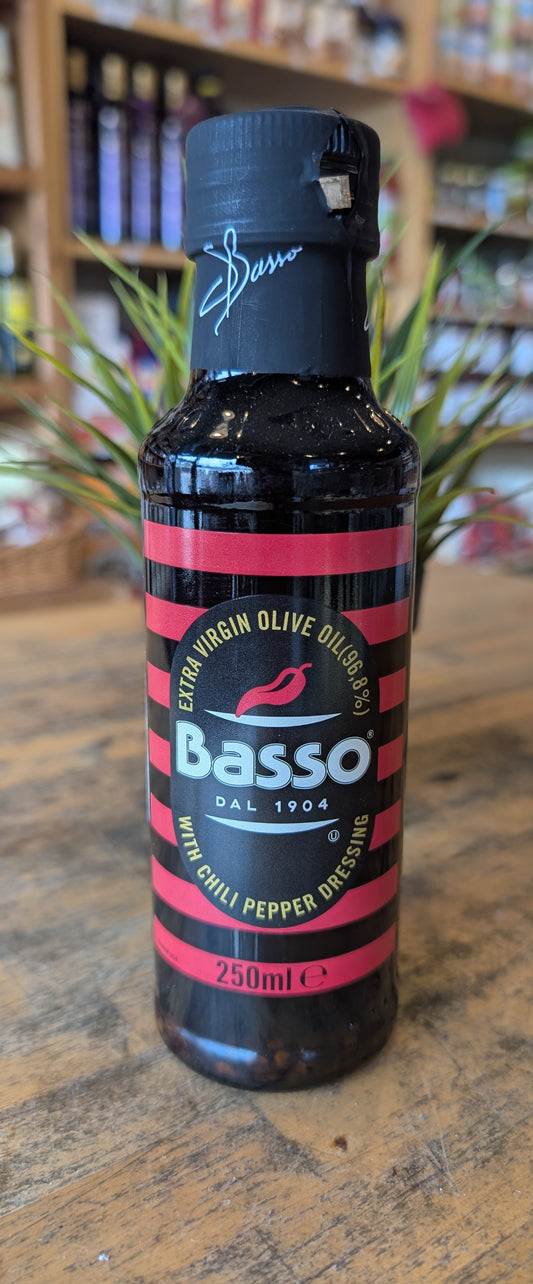 Basso
EXTRA VIRGIN OLIVE OIL(96,8%)
Basso®
DAL 1904
U
WITH CHILI PEPPER DRESSING
250ml ℮